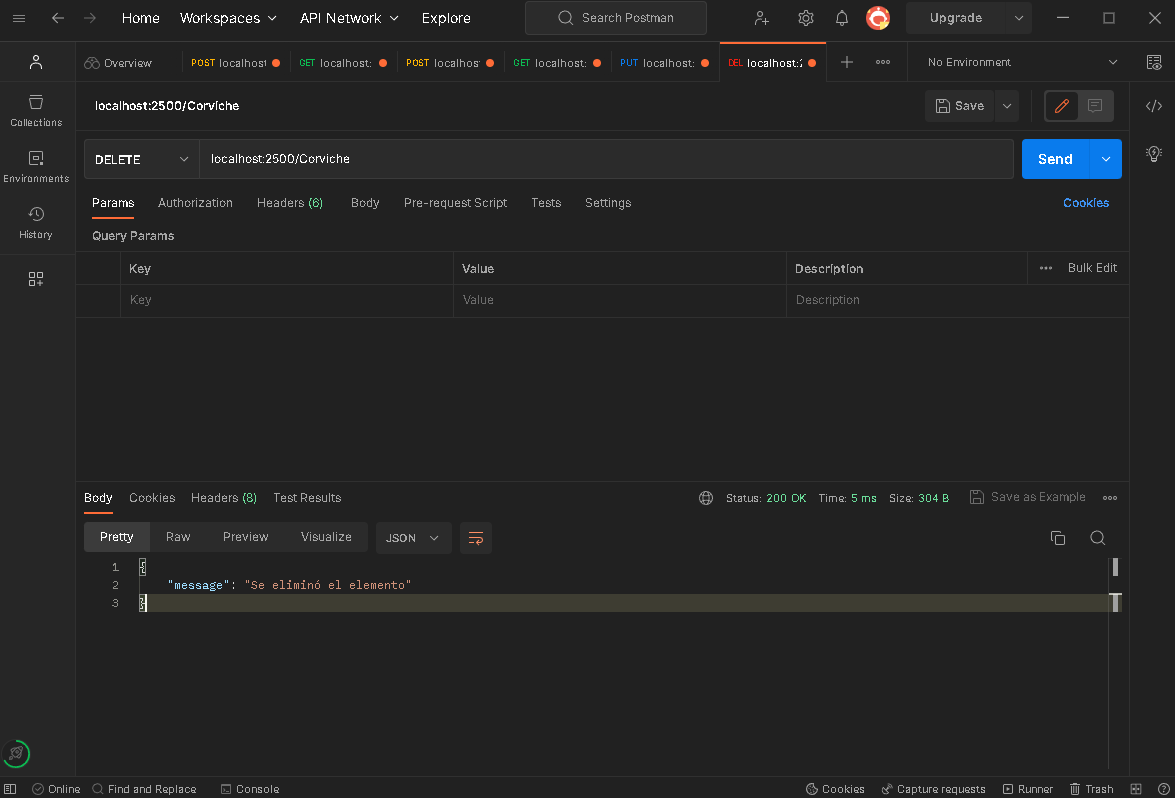 Home Workspaces API Network Explore Search Postman Upgrade
Overview POST localhost: GET localhost: POST localhost GET localhost: PUT localhost: DEL localhost:2 No Environment
localhost:2500/Corviche Save
Collections
DELETE localhost:2500/Corviche Send
Environments
Params Authorization Headers (6) Body Pre-request Script Tests Settings Cookies
History
Query Params
Key Value Description Bulk Edit
Key Value Description
Body Cookies Headers (8) Test Results Status: 200 OK Time: 5 ms Size: 304 B Save as Example
Pretty Raw Preview Visualize JSON
1 {
2 "message": "Se eliminó el elemento"
3 }
Online Find and Replace Console Cookies Capture requests Runner Trash